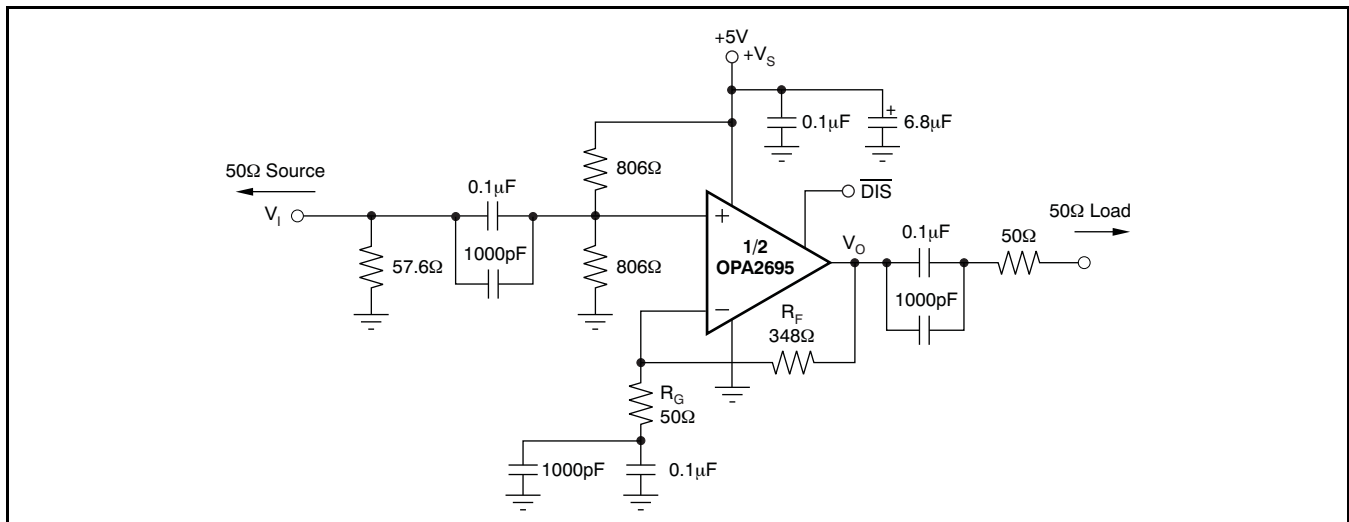 +5V
+V_S
0.1µF
6.8µF
+
806Ω
50Ω Source
0.1µF
DIS
50Ω Load
V_I
+
1/2
OPA2695
V_O
0.1µF
50Ω
57.6Ω
1000pF
806Ω
1000pF
−
R_F
348Ω
R_G
50Ω
1000pF
0.1µF